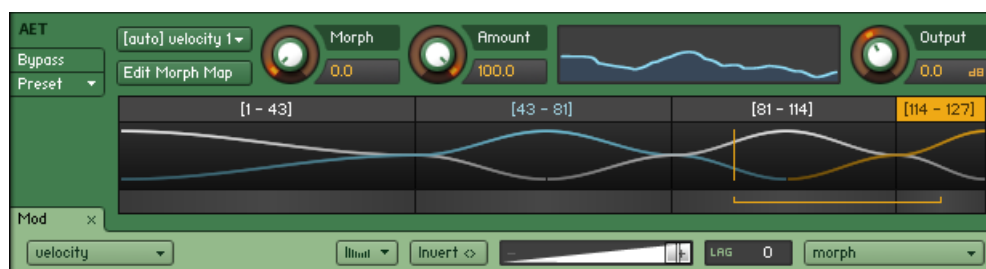 AET
Bypass
Preset
[auto] velocity 1
Edit Morph Map
Morph
0.0
Amount
100.0
Output
0.0 dB
[1 - 43] [43 - 81] [81 - 114] [114 - 127]
Mod ×
velocity Invert <> - + LAG 0 morph